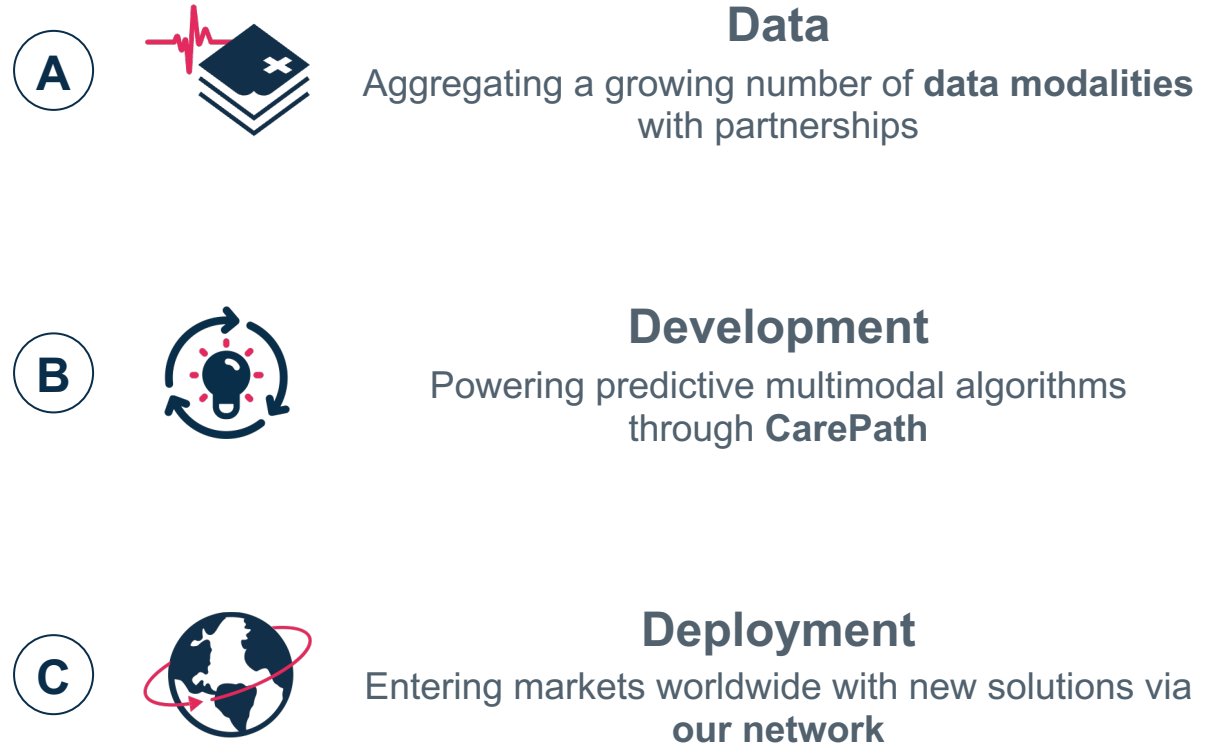 A
Data
Aggregating a growing number of data modalities
with partnerships
B
Development
Powering predictive multimodal algorithms
through CarePath
C
Deployment
Entering markets worldwide with new solutions via
our network